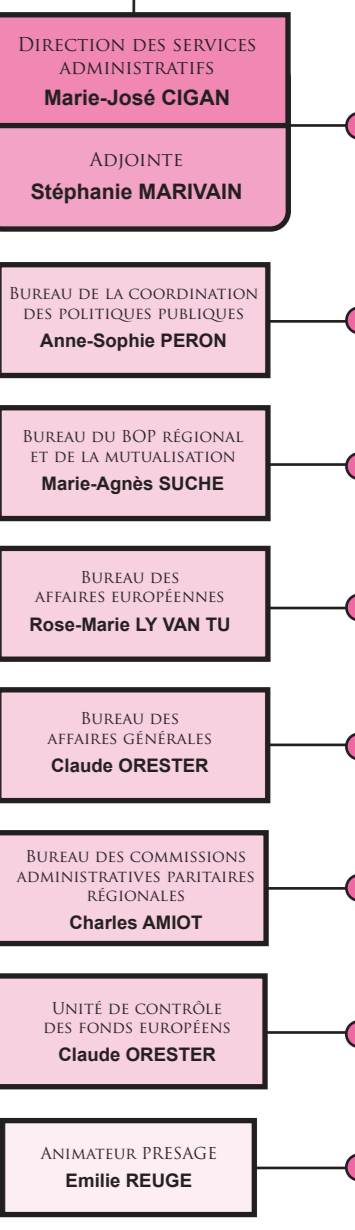 Direction des services
administratifs
Marie-José CIGAN
Adjointe
Stéphanie MARIVAIN
Bureau de la coordination
des politiques publiques
Anne-Sophie PERON
Bureau du BOP régional
et de la mutualisation
Marie-Agnès SUCHE
Bureau des
affaires européennes
Rose-Marie LY VAN TU
Bureau des
affaires générales
Claude ORESTER
Bureau des commissions
administratives paritaires
régionales
Charles AMIOT
Unité de contrôle
des fonds européens
Claude ORESTER
Animateur PRESAGE
Emilie REUGE